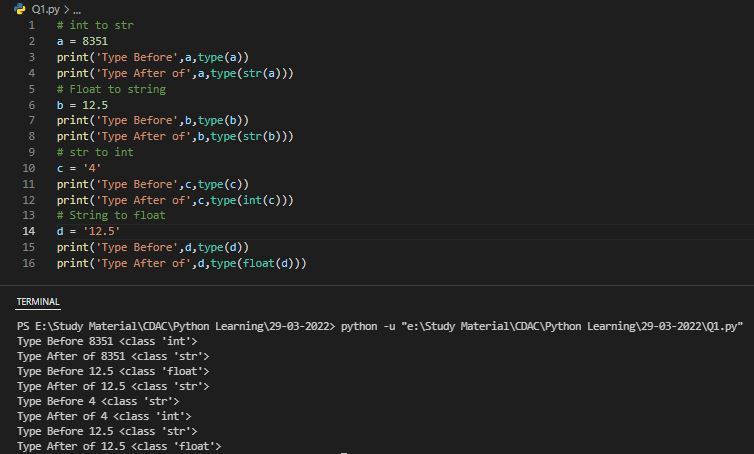 Q1.py > ...
1 # int to str
2 a = 8351
3 print('Type Before',a,type(a))
4 print('Type After of',a,type(str(a)))
5 # Float to string
6 b = 12.5
7 print('Type Before',b,type(b))
8 print('Type After of',b,type(str(b)))
9 # str to int
10 c = '4'
11 print('Type Before',c,type(c))
12 print('Type After of',c,type(int(c)))
13 # String to float
14 d = '12.5'
15 print('Type Before',d,type(d))
16 print('Type After of',d,type(float(d)))
TERMINAL
PS E:\Study Material\CDAC\Python Learning\29-03-2022> python -u "e:\Study Material\CDAC\Python Learning\29-03-2022\Q1.py"
Type Before 8351 <class 'int'>
Type After of 8351 <class 'str'>
Type Before 12.5 <class 'float'>
Type After of 12.5 <class 'str'>
Type Before 4 <class 'str'>
Type After of 4 <class 'int'>
Type Before 12.5 <class 'str'>
Type After of 12.5 <class 'float'>